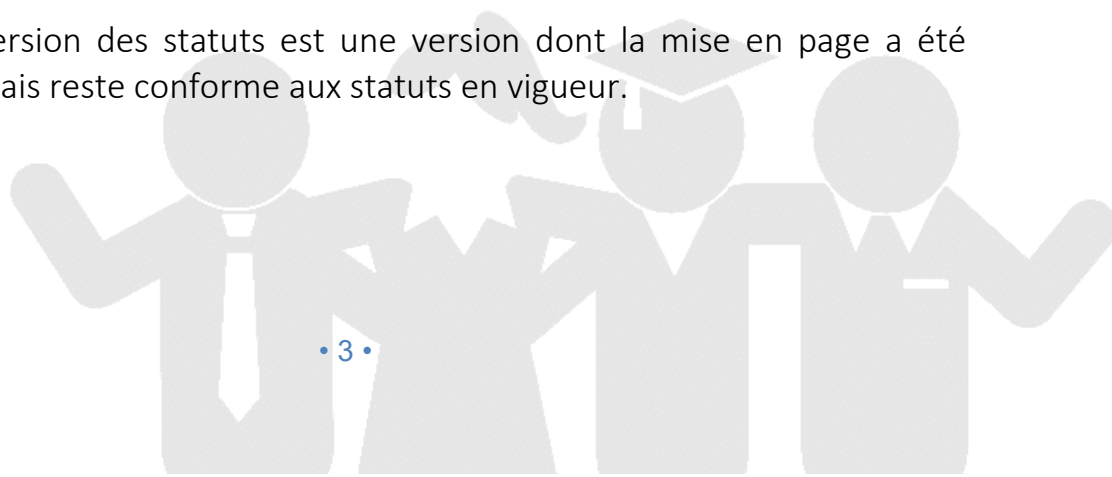 ersion des statuts est une version dont la mise en page a été
ais reste conforme aux statuts en vigueur.
• 3 •